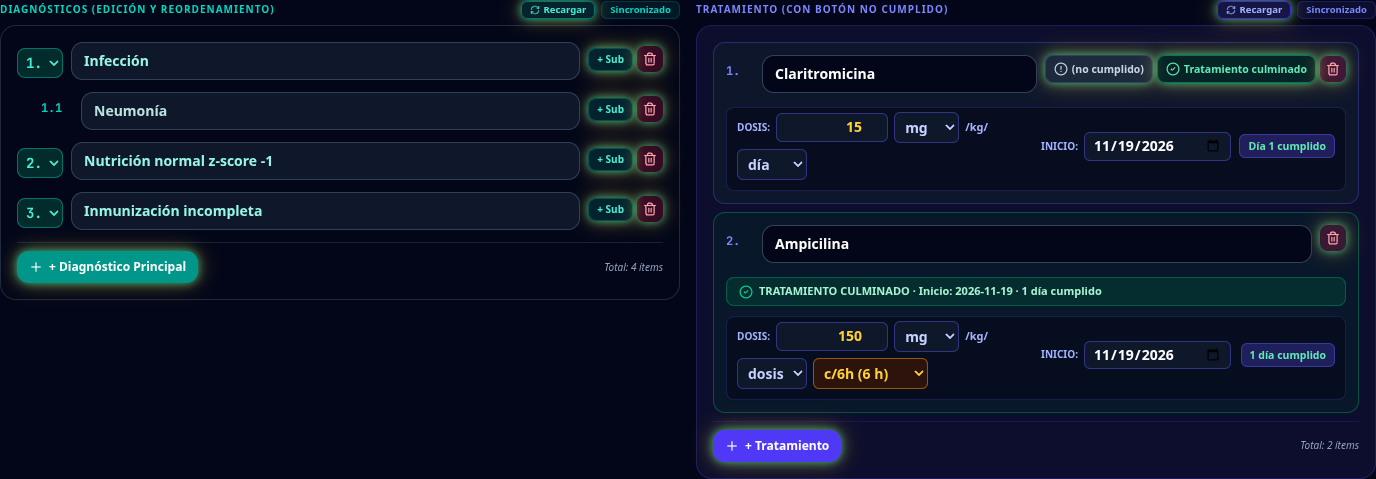 DIAGNÓSTICOS (EDICIÓN Y REORDENAMIENTO)
Recargar
Sincronizado
1.
Infección
+ Sub
1.1
Neumonía
+ Sub
2.
Nutrición normal z-score -1
+ Sub
3.
Inmunización incompleta
+ Sub
+ Diagnóstico Principal
Total: 4 ítems
TRATAMIENTO (CON BOTÓN NO CUMPLIDO)
Recargar
Sincronizado
1.
Claritromicina
(no cumplido)
Tratamiento culminado
DOSIS:
15
mg
/kg/
día
INICIO:
11/19/2026
Día 1 cumplido
2.
Ampicilina
TRATAMIENTO CULMINADO · Inicio: 2026-11-19 · 1 día cumplido
DOSIS:
150
mg
/kg/
dosis
c/6h (6 h)
INICIO:
11/19/2026
1 día cumplido
+ Tratamiento
Total: 2 ítems